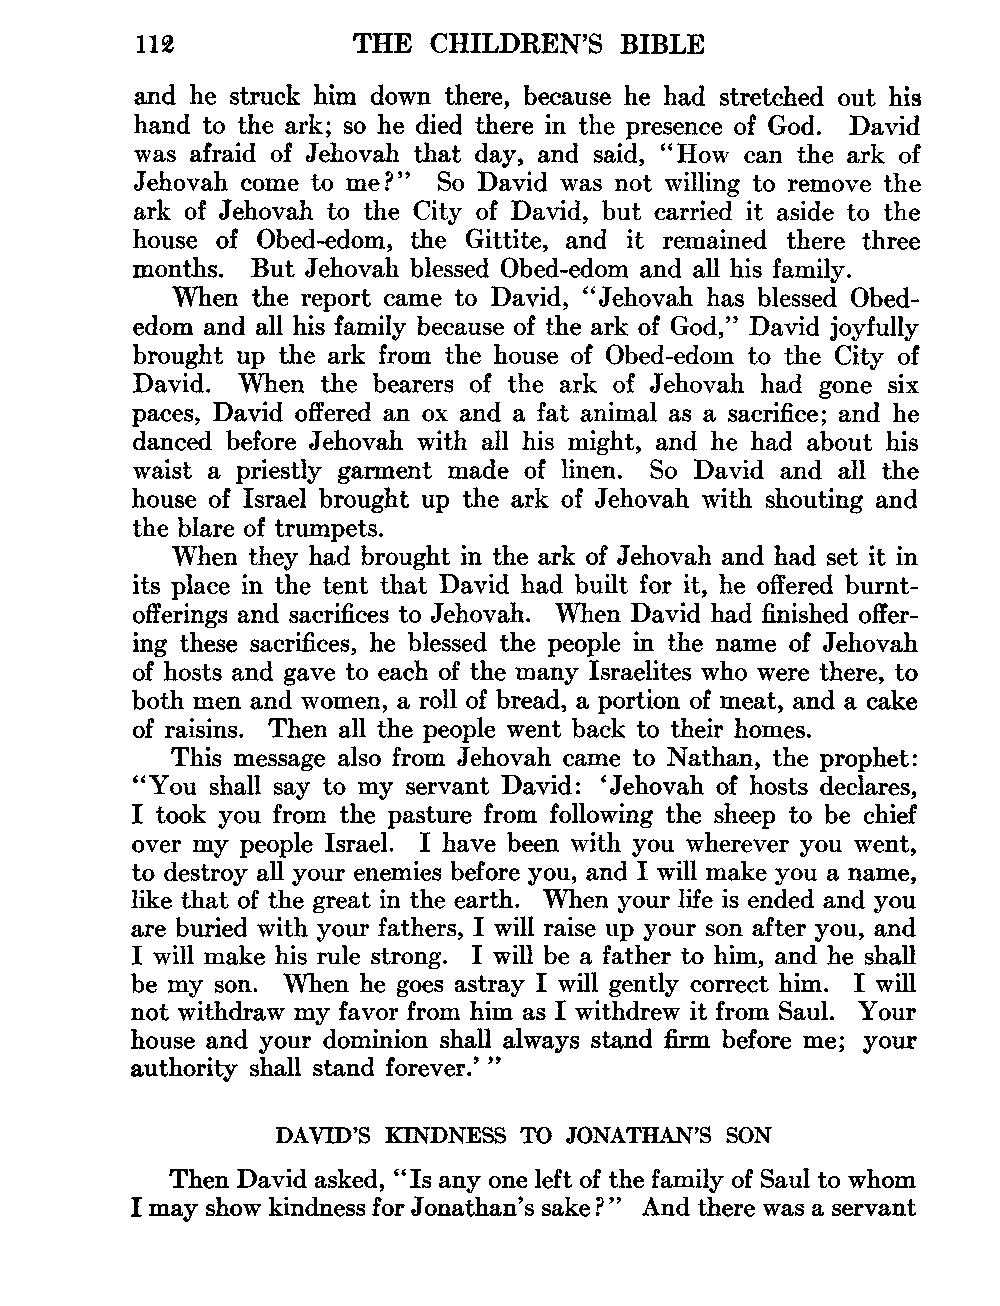 112 THE CHILDREN'S BIBLE
and he struck him down there, because he had stretched out his
hand to the ark; so he died there in the presence of God. David
was afraid of Jehovah that day, and said, “How can the ark of
Jehovah come to me?” So David was not willing to remove the
ark of Jehovah to the City of David, but carried it aside to the
house of Obed-edom, the Gittite, and it remained there three
months. But Jehovah blessed Obed-edom and all his family.
When the report came to David, “Jehovah has blessed Obed-
edom and all his family because of the ark of God,” David joyfully
brought up the ark from the house of Obed-edom to the City of
David. When the bearers of the ark of Jehovah had gone six
paces, David offered an ox and a fat animal as a sacrifice; and he
danced before Jehovah with all his might, and he had about his
waist a priestly garment made of linen. So David and all the
house of Israel brought up the ark of Jehovah with shouting and
the blare of trumpets.
When they had brought in the ark of Jehovah and had set it in
its place in the tent that David had built for it, he offered burnt-
offerings and sacrifices to Jehovah. When David had finished offer-
ing these sacrifices, he blessed the people in the name of Jehovah
of hosts and gave to each of the many Israelites who were there, to
both men and women, a roll of bread, a portion of meat, and a cake
of raisins. Then all the people went back to their homes.
This message also from Jehovah came to Nathan, the prophet:
“You shall say to my servant David: ‘Jehovah of hosts declares,
I took you from the pasture from following the sheep to be chief
over my people Israel. I have been with you wherever you went,
to destroy all your enemies before you, and I will make you a name,
like that of the great in the earth. When your life is ended and you
are buried with your fathers, I will raise up your son after you, and
I will make his rule strong. I will be a father to him, and he shall
be my son. When he goes astray I will gently correct him. I will
not withdraw my favor from him as I withdrew it from Saul. Your
house and your dominion shall always stand firm before me; your
authority shall stand forever.’ ”
DAVID'S KINDNESS TO JONATHAN'S SON
Then David asked, “Is any one left of the family of Saul to whom
I may show kindness for Jonathan's sake?” And there was a servant